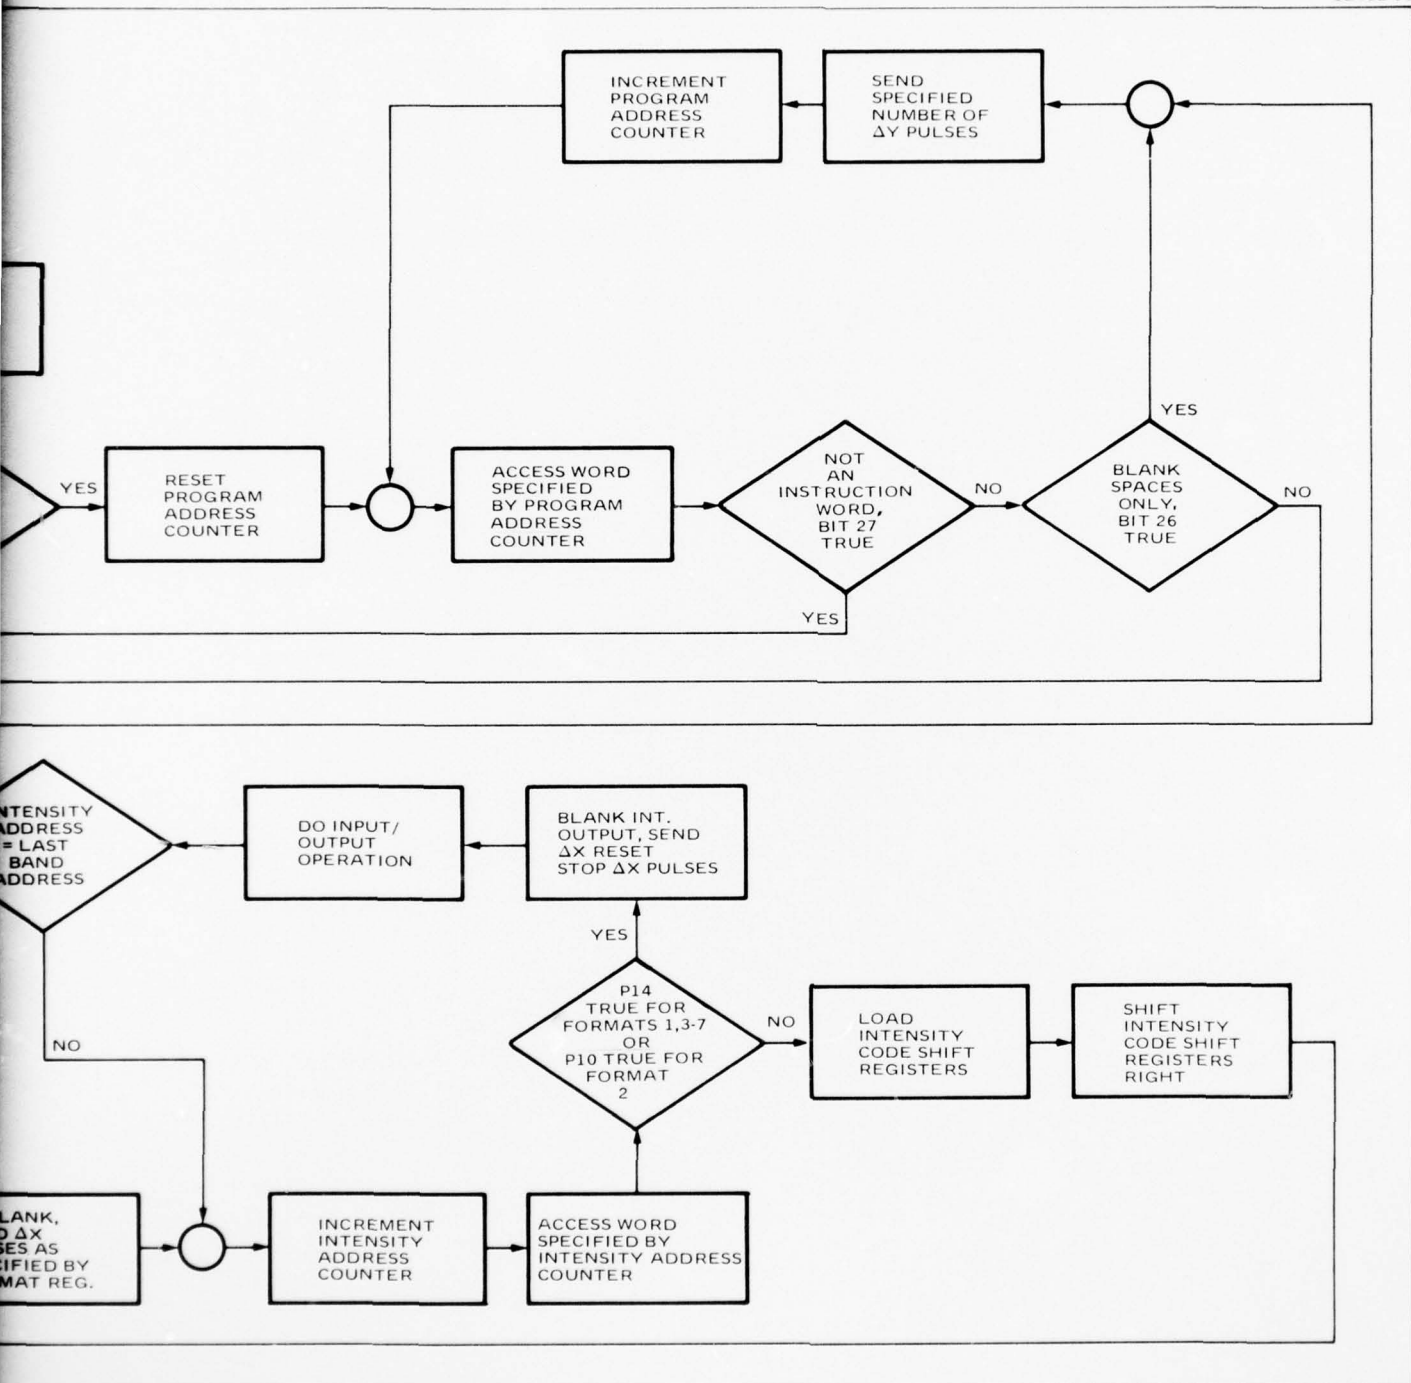 INCREMENT
PROGRAM
ADDRESS
COUNTER
SEND
SPECIFIED
NUMBER OF
ΔY PULSES
YES
RESET
PROGRAM
ADDRESS
COUNTER
ACCESS WORD
SPECIFIED
BY PROGRAM
ADDRESS
COUNTER
NOT
AN
INSTRUCTION
WORD,
BIT 27
TRUE
NO
YES
BLANK
SPACES
ONLY,
BIT 26
TRUE
YES
NO
NTENSITY
ADDRESS
= LAST
BAND
ADDRESS
NO
DO INPUT/
OUTPUT
OPERATION
BLANK INT.
OUTPUT, SEND
ΔX RESET
STOP ΔX PULSES
YES
P14
TRUE FOR
FORMATS 1,3-7
OR
P10 TRUE FOR
FORMAT
2
NO
LOAD
INTENSITY
CODE SHIFT
REGISTERS
SHIFT
INTENSITY
CODE SHIFT
REGISTERS
RIGHT
LANK,
ΔX
SES AS
IFIED BY
MAT REG.
INCREMENT
INTENSITY
ADDRESS
COUNTER
ACCESS WORD
SPECIFIED BY
INTENSITY ADDRESS
COUNTER